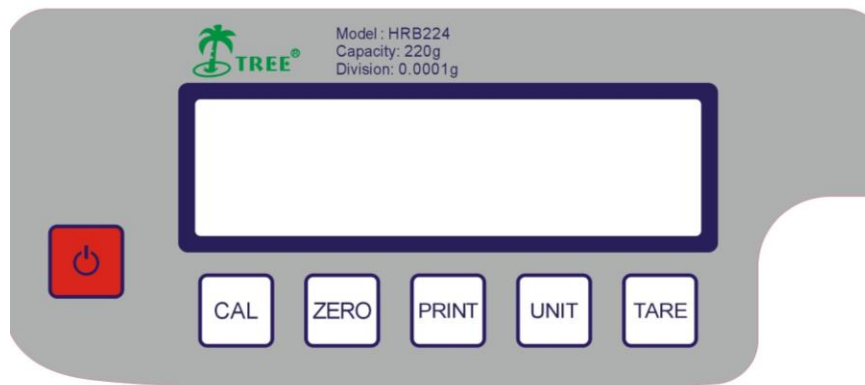 TREE®
Model : HRB224
Capacity: 220g
Division: 0.0001g
CAL
ZERO
PRINT
UNIT
TARE